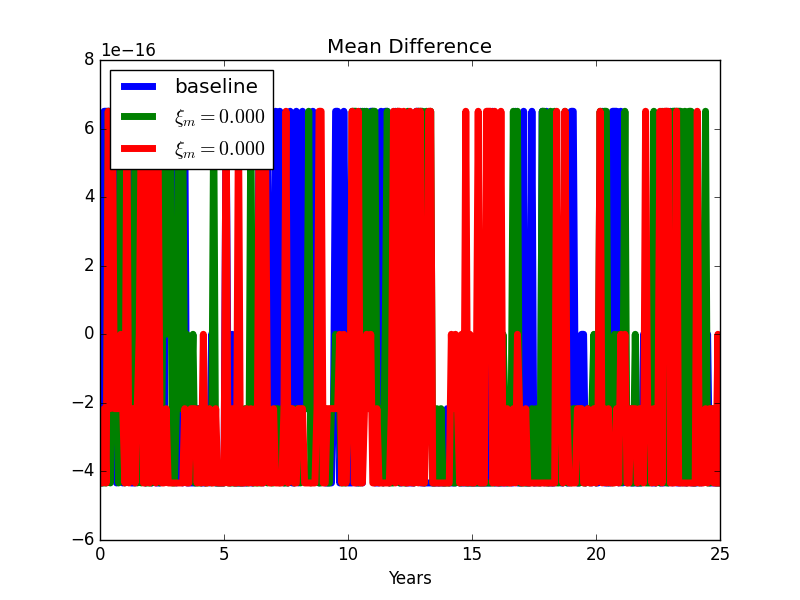 Mean Difference
1e−16
8
6
4
2
0
−2
−4
−6
baseline
ξₘ = 0.000
ξₘ = 0.000
0 5 10 15 20 25
Years